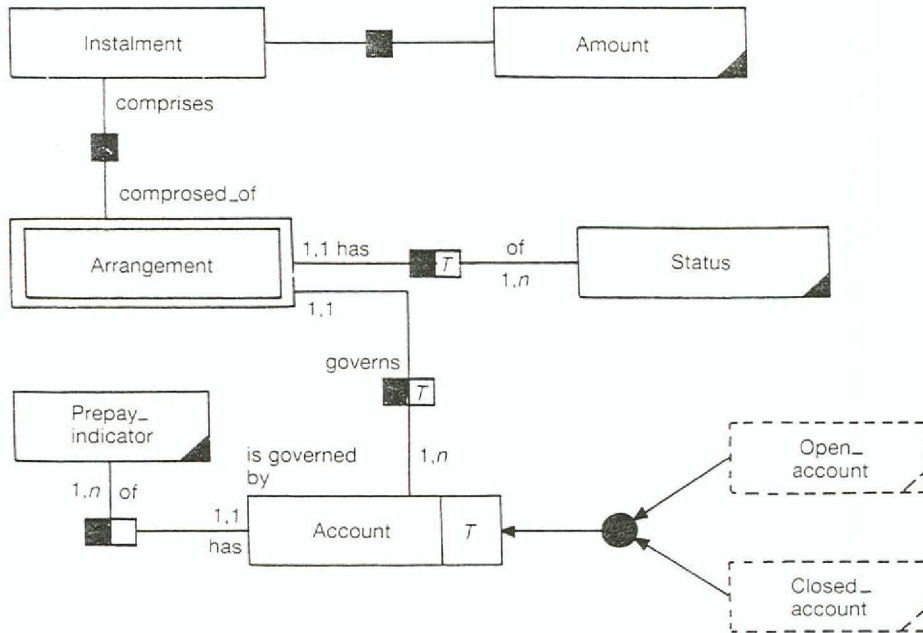 Instalment
Amount
comprises
comprosed_of
Arrangement
1,1 has
T
of
1,n
Status
1,1
governs
T
Prepay_
indicator
1,n of
is governed
by
1,n
1,1
has
Account
T
Open_
account
Closed_
account